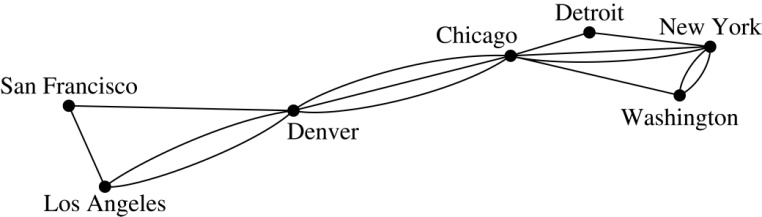 Detroit
Chicago
New York
San Francisco
Denver
Washington
Los Angeles